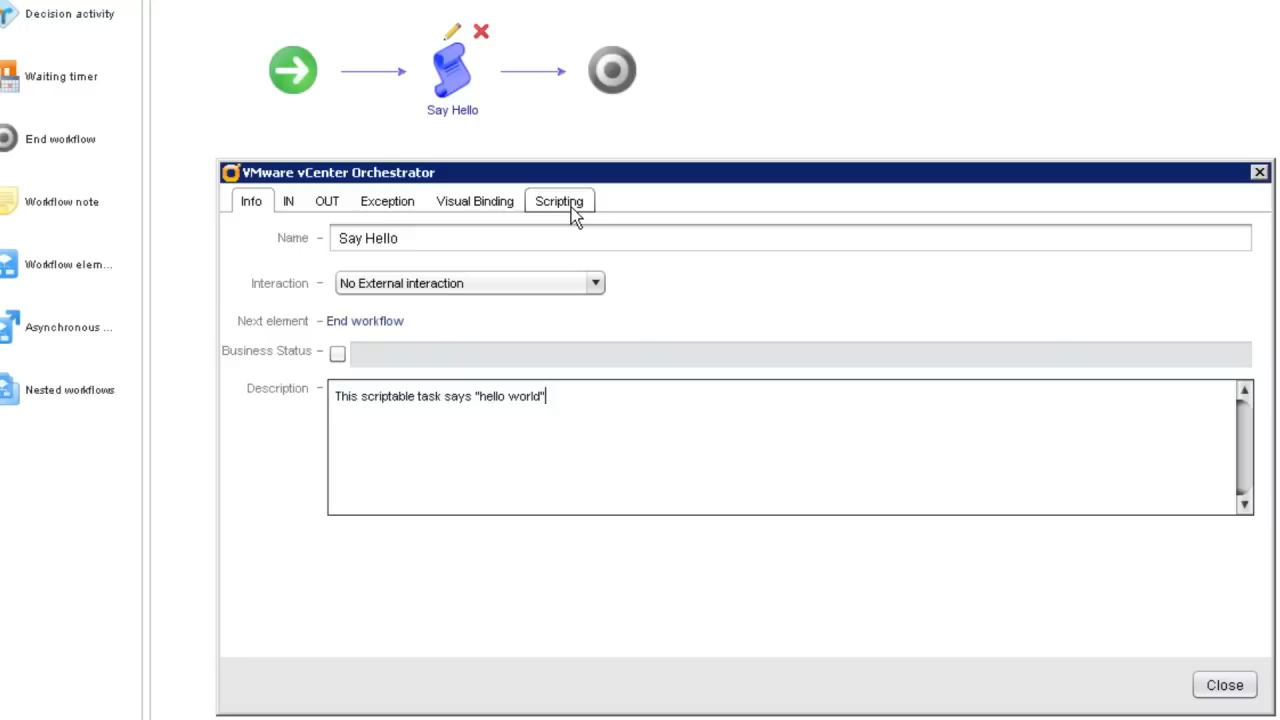 Decision activity
Waiting timer
End workflow
Workflow note
Workflow elem...
Asynchronous ...
Nested workflows
Say Hello
VMware vCenter Orchestrator
Info IN OUT Exception Visual Binding Scripting
Name Say Hello
Interaction No External interaction
Next element End workflow
Business Status
Description This scriptable task says "hello world"
Close